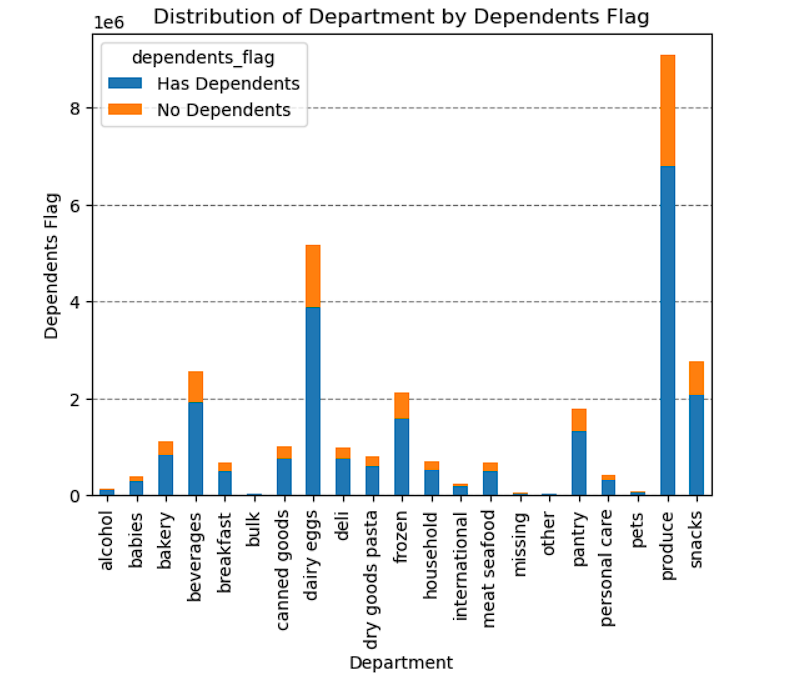 Distribution of Department by Dependents Flag
1e6
dependents_flag
Has Dependents
No Dependents
8
6
4
2
0
Dependents Flag
alcohol
babies
bakery
beverages
breakfast
bulk
canned goods
dairy eggs
deli
dry goods pasta
frozen
household
international
meat seafood
missing
other
pantry
personal care
pets
produce
snacks
Department